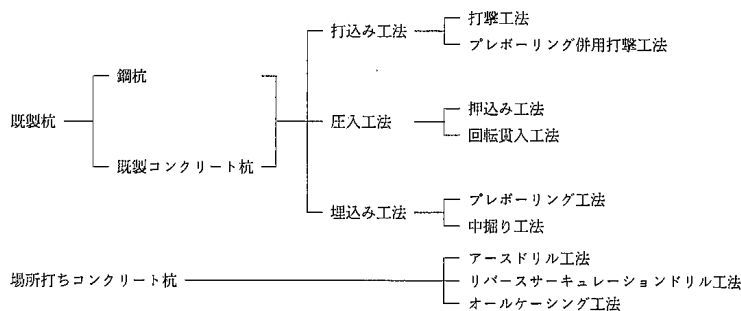 打込み工法
打撃工法
プレボーリング併用打撃工法
鋼杭
既製杭
圧入工法
押込み工法
回転貫入工法
既製コンクリート杭
埋込み工法
プレボーリング工法
中掘り工法
場所打ちコンクリート杭
アースドリル工法
リバースサーキュレーションドリル工法
オールケーシング工法